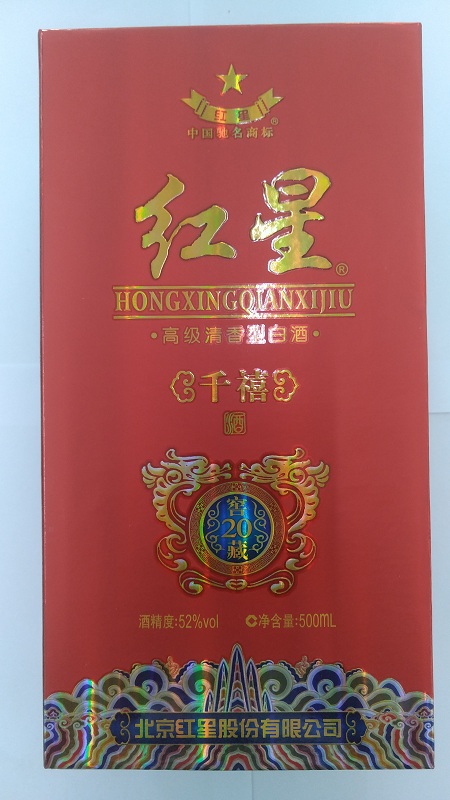 红星
®
中国驰名商标
红星®
HONGXINGQIANXIJIU
·高级清香型白酒·
千禧
酒
窖
20
藏
酒精度:52%vol 净含量:500mL
北京红星股份有限公司